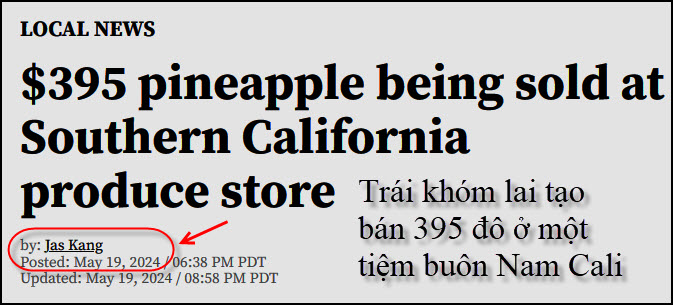 LOCAL NEWS
$395 pineapple being sold at
Southern California
produce store
Trái khóm lai tạo
bán 395 đô ở một
tiệm buôn Nam Cali
by: Jas Kang
Posted: May 19, 2024 / 06:38 PM PDT
Updated: May 19, 2024 / 08:58 PM PDT